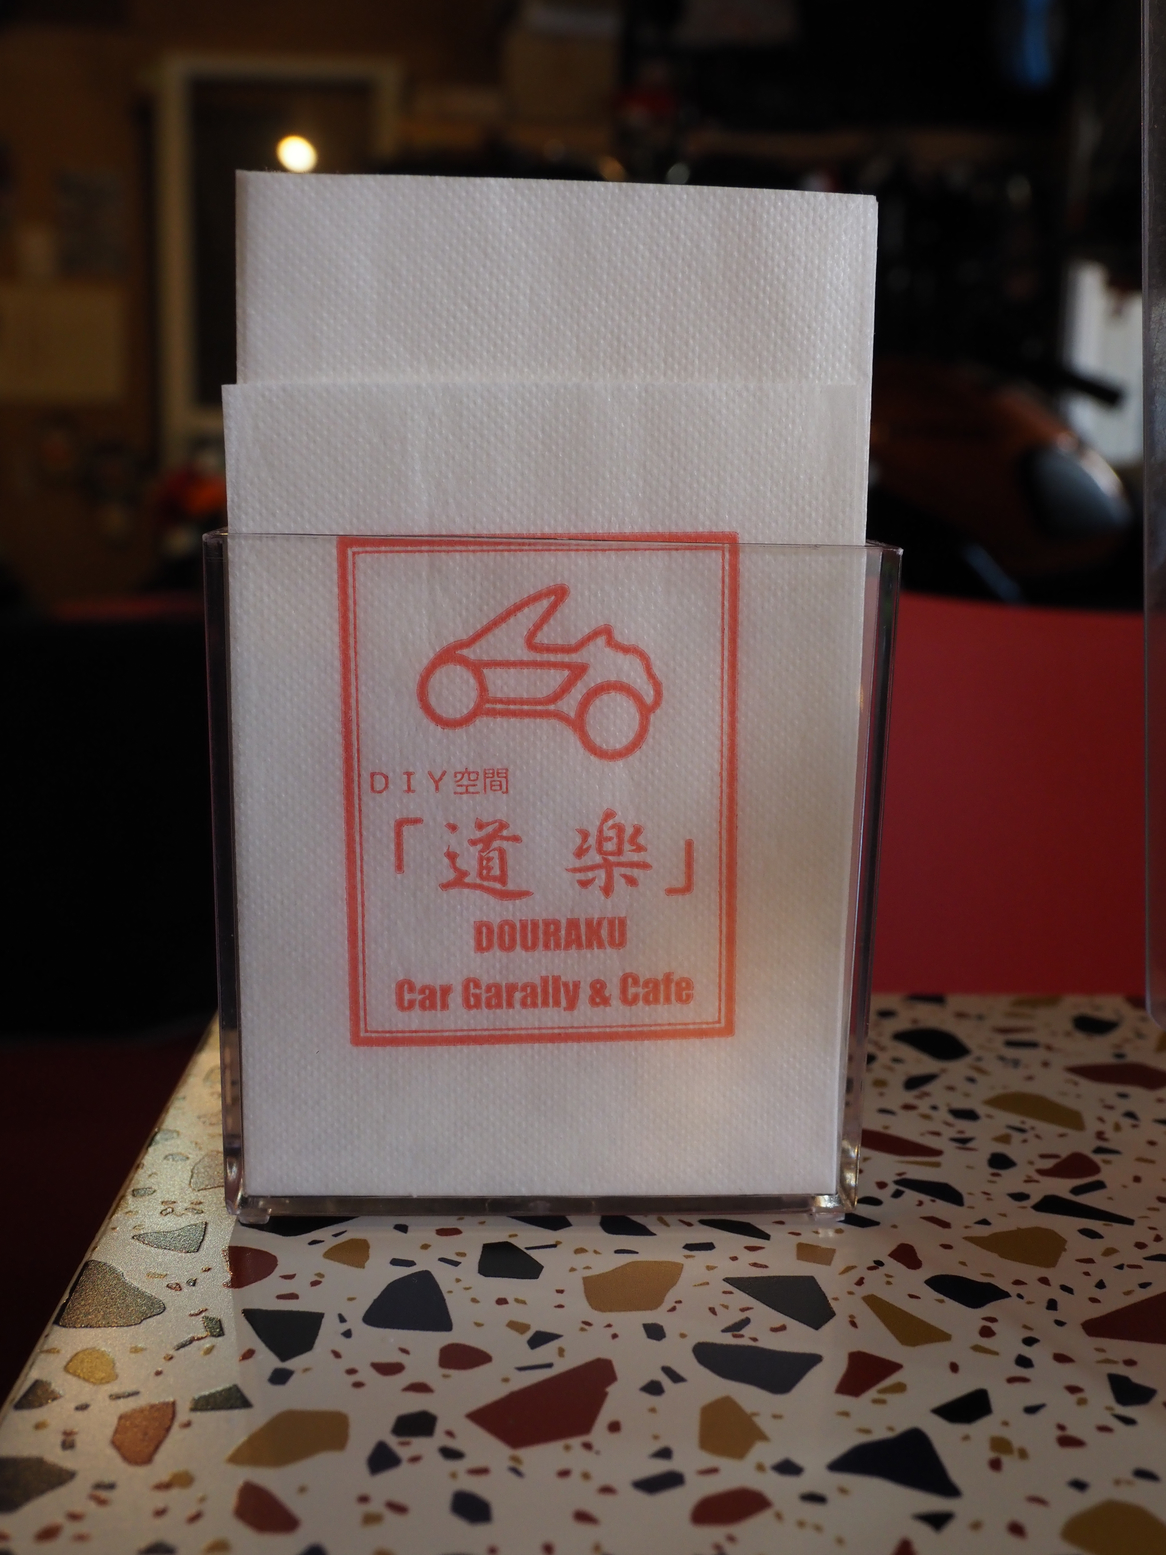 ＤＩＹ空間
「道楽」
DOURAKU
Car Garally & Cafe